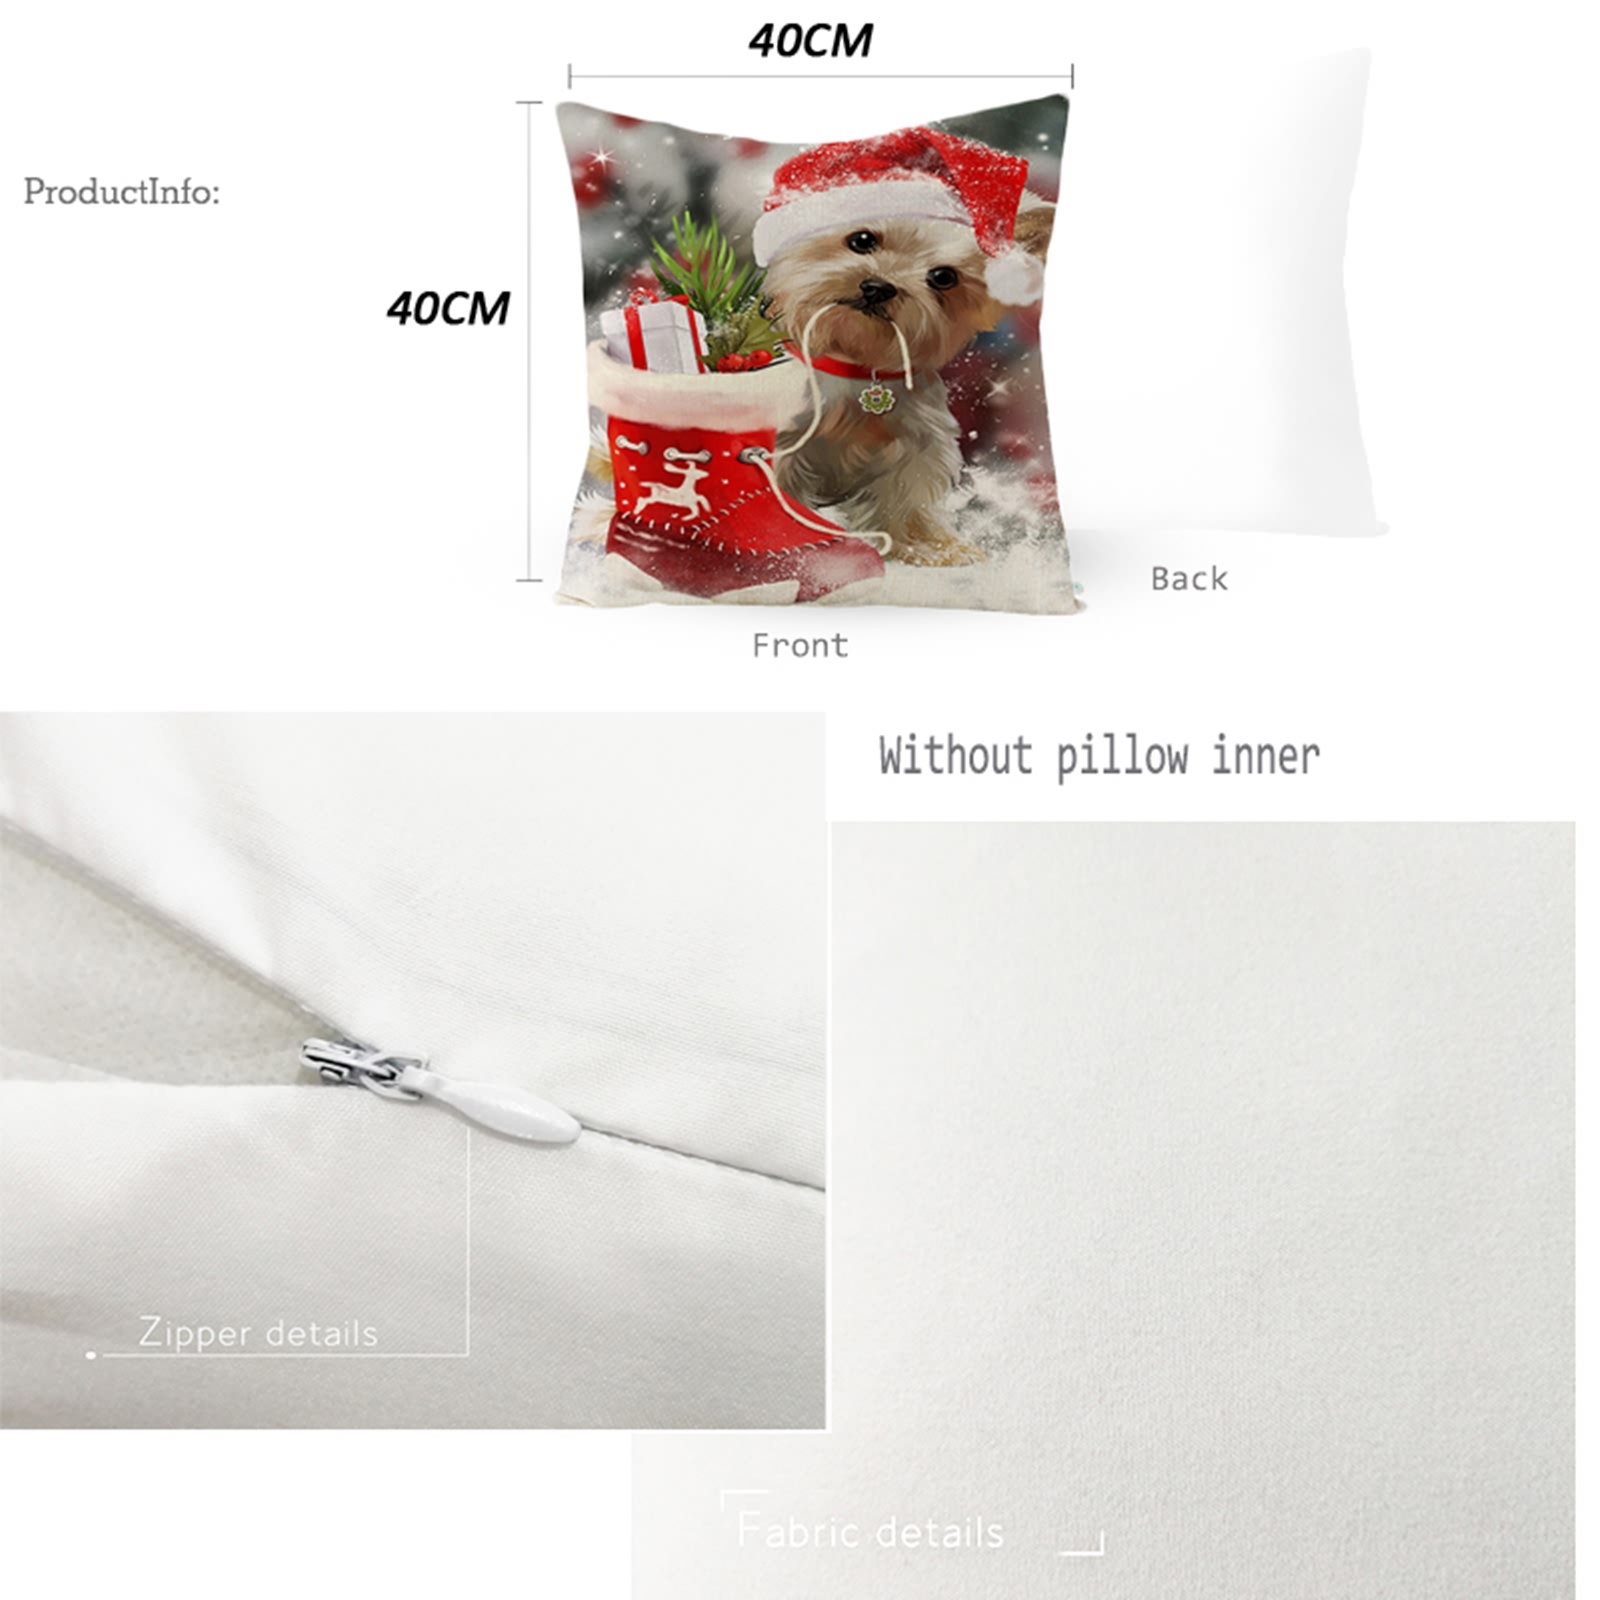 40CM
ProductInfo:
40CM
Back
Front
Without pillow inner
Zipper details
Fabric details